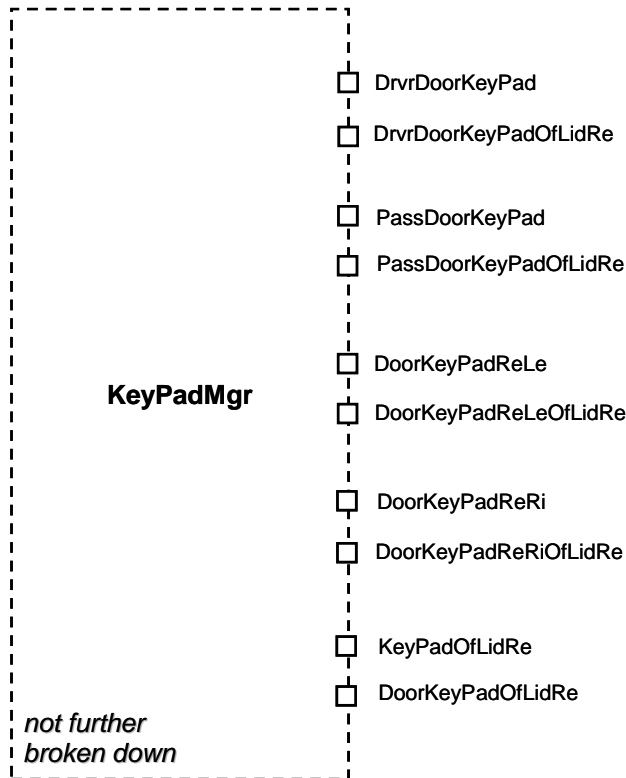 DrvrDoorKeyPad
DrvrDoorKeyPadOfLidRe
PassDoorKeyPad
PassDoorKeyPadOfLidRe
DoorKeyPadReLe
KeyPadMgr
DoorKeyPadReLeOfLidRe
DoorKeyPadReRi
DoorKeyPadReRiOfLidRe
KeyPadOfLidRe
DoorKeyPadOfLidRe
not further
broken down